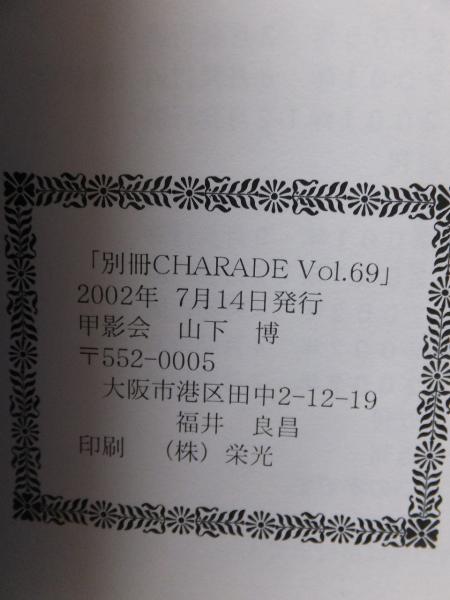 「別冊CHARADE Vol.69」
2002年 7月14日発行
甲影会 山下 博
〒552-0005
大阪市港区田中2-12-19
福井 良昌
印刷 (株) 栄光